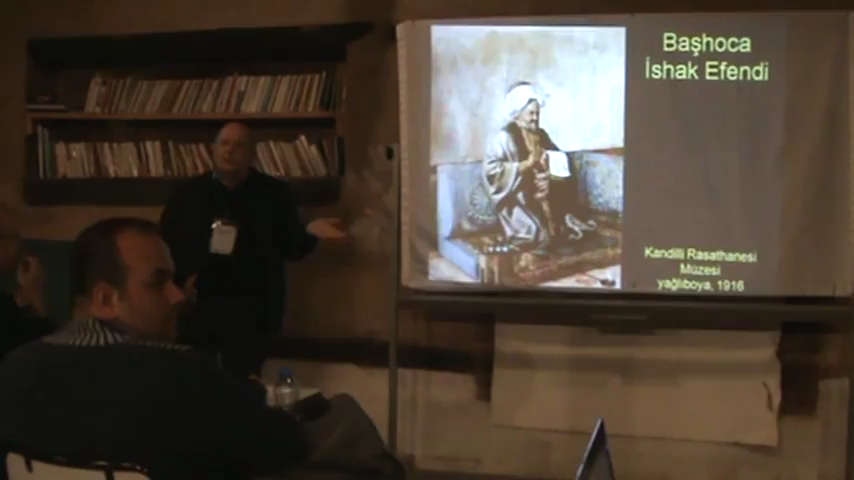 Başhoca
İshak Efendi
Kandilli Rasathanesi
Müzesi
yağlıboya, 1916